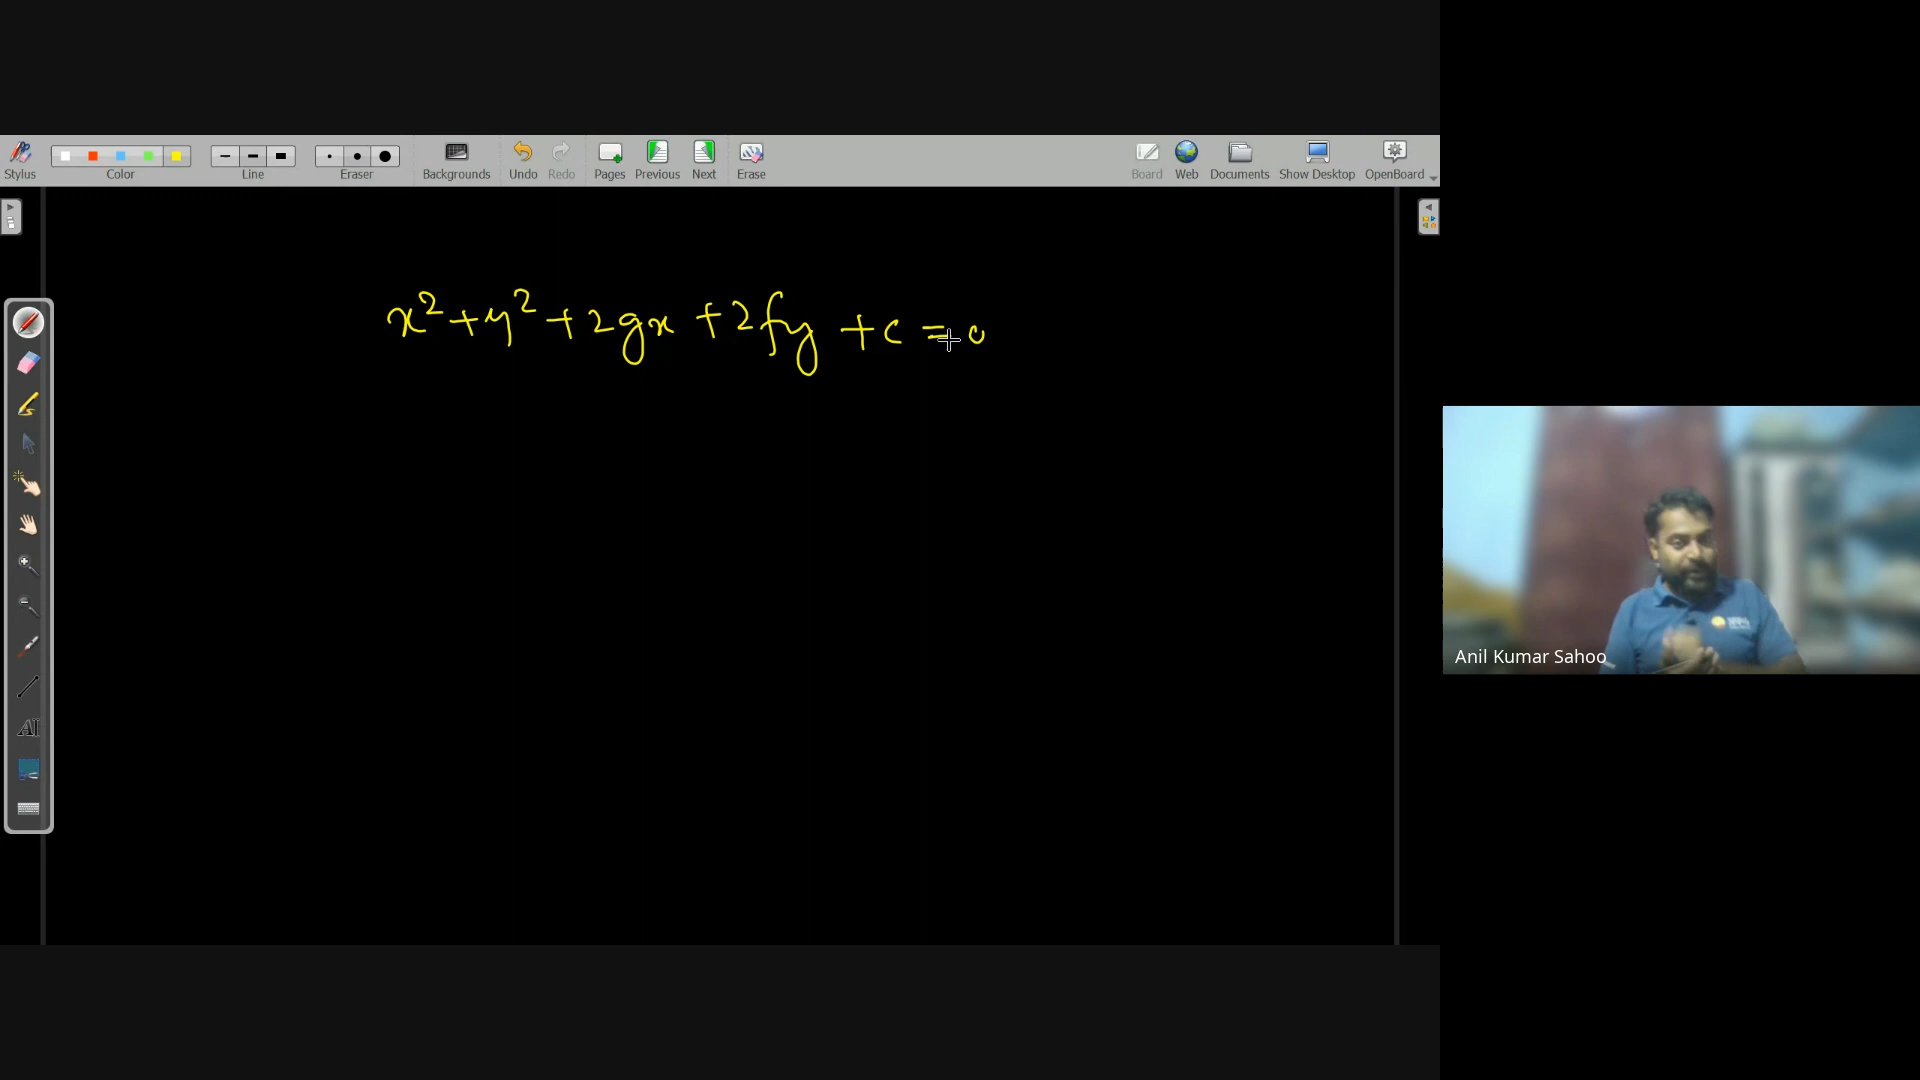 Stylus Color Line Eraser Backgrounds Undo Redo Pages Previous Next Erase Board Web Documents Show Desktop OpenBoard
x² + y² + 2gx + 2fy + c = 0
AI
Anil Kumar Sahoo